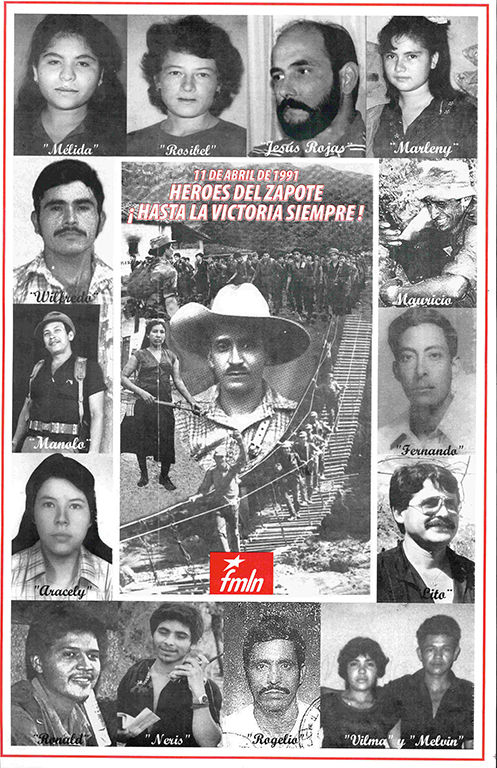 "Mélida"
"Rosibel"
Jesús Rojas"
"Marleny"
11 DE ABRIL DE 1991
HEROES DEL ZAPOTE
¡HASTA LA VICTORIA SIEMPRE!
"Wilfredo"
Mauricio
"Manolo"
"Fernando"
"Aracely"
Lito"
fmln
"Ronald"
"Neris"
"Rogelio"
"Vilma" y "Melvin"